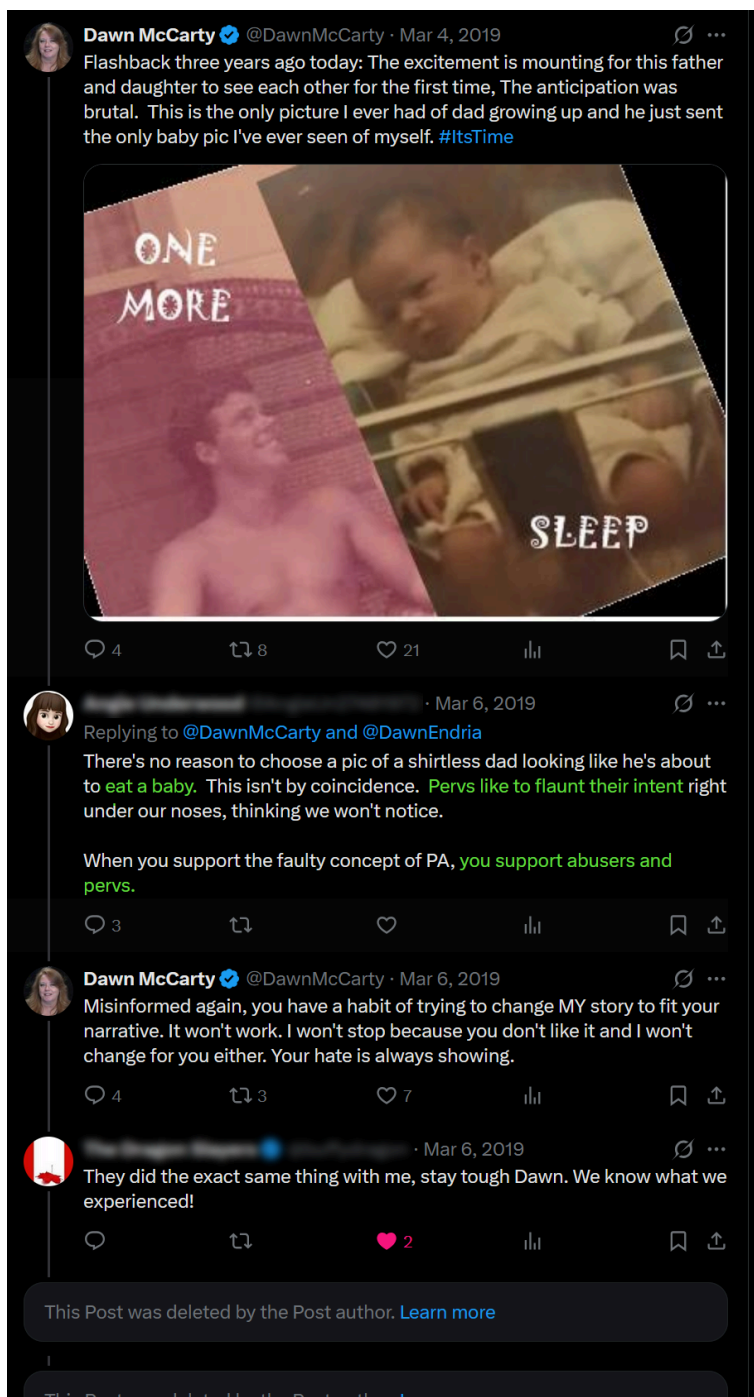 Dawn McCarty @DawnMcCarty · Mar 4, 2019
Flashback three years ago today: The excitement is mounting for this father
and daughter to see each other for the first time, The anticipation was
brutal. This is the only picture I ever had of dad growing up and he just sent
the only baby pic I've ever seen of myself. #ItsTime
ONE
MORE
SLEEP
4 8 21
· Mar 6, 2019
Replying to @DawnMcCarty and @DawnEndria
There's no reason to choose a pic of a shirtless dad looking like he's about
to eat a baby. This isn't by coincidence. Pervs like to flaunt their intent right
under our noses, thinking we won't notice.
When you support the faulty concept of PA, you support abusers and
pervs.
3
Dawn McCarty @DawnMcCarty · Mar 6, 2019
Misinformed again, you have a habit of trying to change MY story to fit your
narrative. It won't work. I won't stop because you don't like it and I won't
change for you either. Your hate is always showing.
4 3 7
· Mar 6, 2019
They did the exact same thing with me, stay tough Dawn. We know what we
experienced!
2
This Post was deleted by the Post author. Learn more